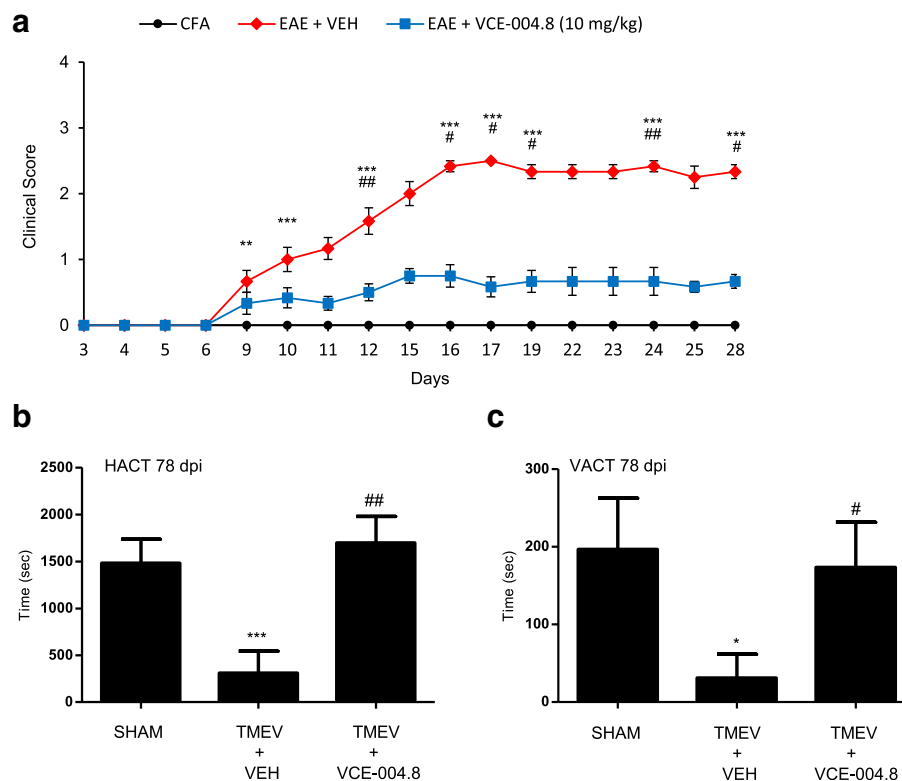 a
CFA EAE + VEH EAE + VCE-004.8 (10 mg/kg)
Clinical Score
4
3
2
1
0
** *** *** ## *** # *** # *** # *** ## *** #
3 4 5 6 9 10 11 12 15 16 17 19 22 23 24 25 28
Days
b
HACT 78 dpi
Time (sec)
2500
2000
1500
1000
500
0
***
##
SHAM
TMEV + VEH
TMEV + VCE-004.8
c
VACT 78 dpi
Time (sec)
300
200
100
0
*
#
SHAM
TMEV + VEH
TMEV + VCE-004.8